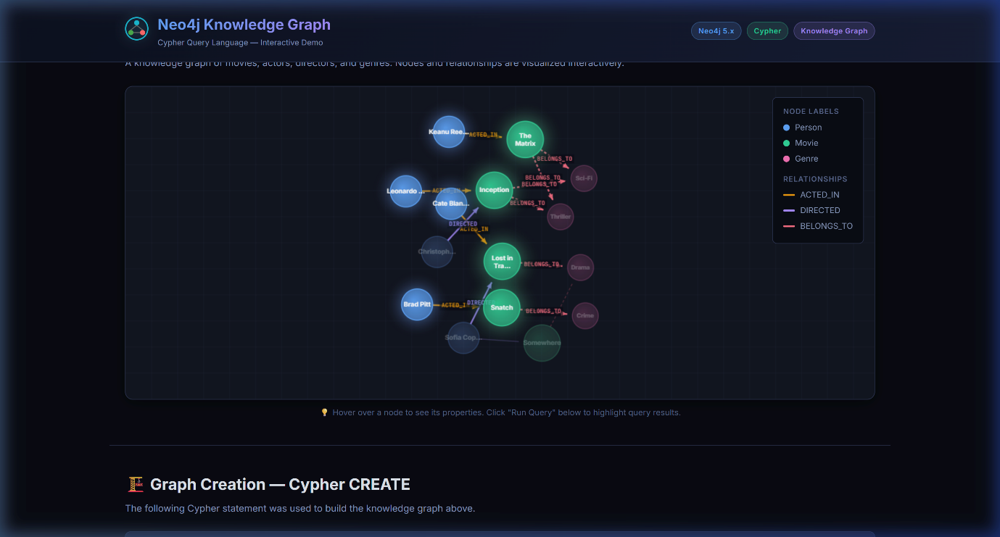 Neo4j Knowledge Graph
Cypher Query Language — Interactive Demo
Neo4j 5.x
Cypher
Knowledge Graph
A knowledge graph of movies, actors, directors, and genres. Nodes and relationships are visualized interactively.
Keanu Ree...
ACTED_IN
The
Matrix
BELONGS_TO
Sci-Fi
BELONGS_TO
BELONGS_TO
Leonardo ...
ACTED_IN
Inception
Cate Blan...
BELONGS_TO
Thriller
DIRECTED
ACTED_IN
Christoph...
Lost in
Tra...
BELONGS_TO
Drama
Brad Pitt
ACTED_I
DIRECTED
Snatch
BELONGS_TO
Crime
Sofia Cop...
Somewhere
NODE LABELS
Person
Movie
Genre
RELATIONSHIPS
ACTED_IN
DIRECTED
BELONGS_TO
💡 Hover over a node to see its properties. Click "Run Query" below to highlight query results.
🏗️ Graph Creation — Cypher CREATE
The following Cypher statement was used to build the knowledge graph above.